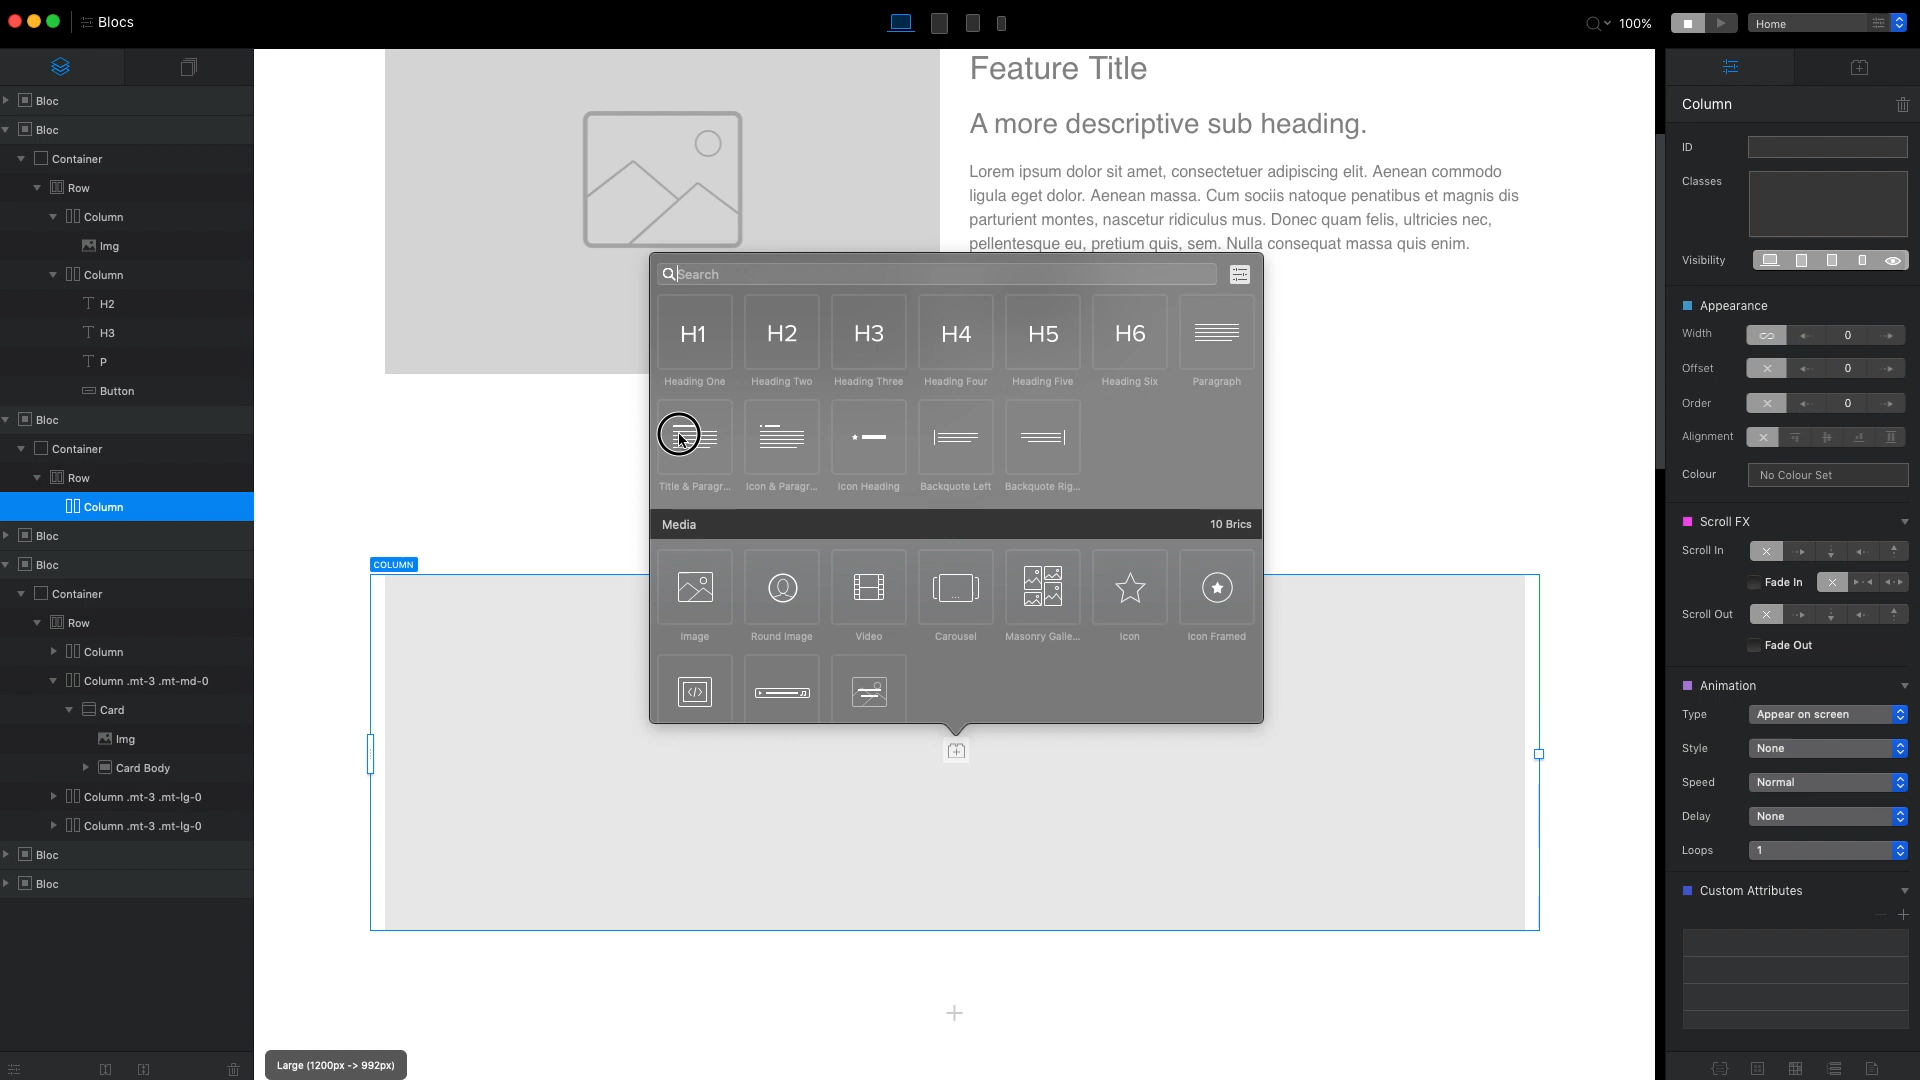 Blocs
100%
Home
Bloc
Bloc
Container
Row
Column
Img
Column
H2
H3
P
Button
Bloc
Container
Row
Column
Bloc
Bloc
Container
Row
Column
Column .mt-3 .mt-md-0
Card
Img
Card Body
Column .mt-3 .mt-lg-0
Column .mt-3 .mt-lg-0
Bloc
Bloc
Feature Title
A more descriptive sub heading.
Lorem ipsum dolor sit amet, consectetuer adipiscing elit. Aenean commodo
ligula eget dolor. Aenean massa. Cum sociis natoque penatibus et magnis dis
parturient montes, nascetur ridiculus mus. Donec quam felis, ultricies nec,
pellentesque eu, pretium quis, sem. Nulla consequat massa quis enim.
Search
H1 H2 H3 H4 H5 H6
Heading One Heading Two Heading Three Heading Four Heading Five Heading Six Paragraph
Title & Paragr... Icon & Paragr... Icon Heading Backquote Left Backquote Rig...
Media 10 Brics
Image Round Image Video Carousel Masonry Galle... Icon Icon Framed
COLUMN
Large (1200px -> 992px)
Column
ID
Classes
Visibility
Appearance
Width 0
Offset 0
Order 0
Alignment
Colour No Colour Set
Scroll FX
Scroll In
Fade In
Scroll Out
Fade Out
Animation
Type Appear on screen
Style None
Speed Normal
Delay None
Loops 1
Custom Attributes